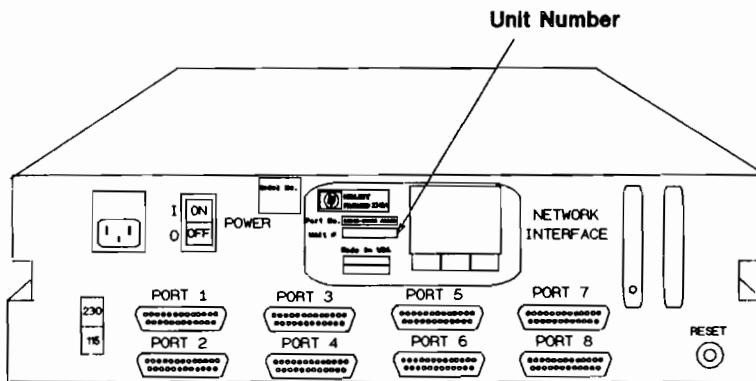 Unit Number
Model No.
hp HEWLETT
PACKARD
Part No.
Unit #
Made in USA
I ON
O OFF
POWER
NETWORK
INTERFACE
PORT 1
PORT 3
PORT 5
PORT 7
230
115
PORT 2
PORT 4
PORT 6
PORT 8
RESET